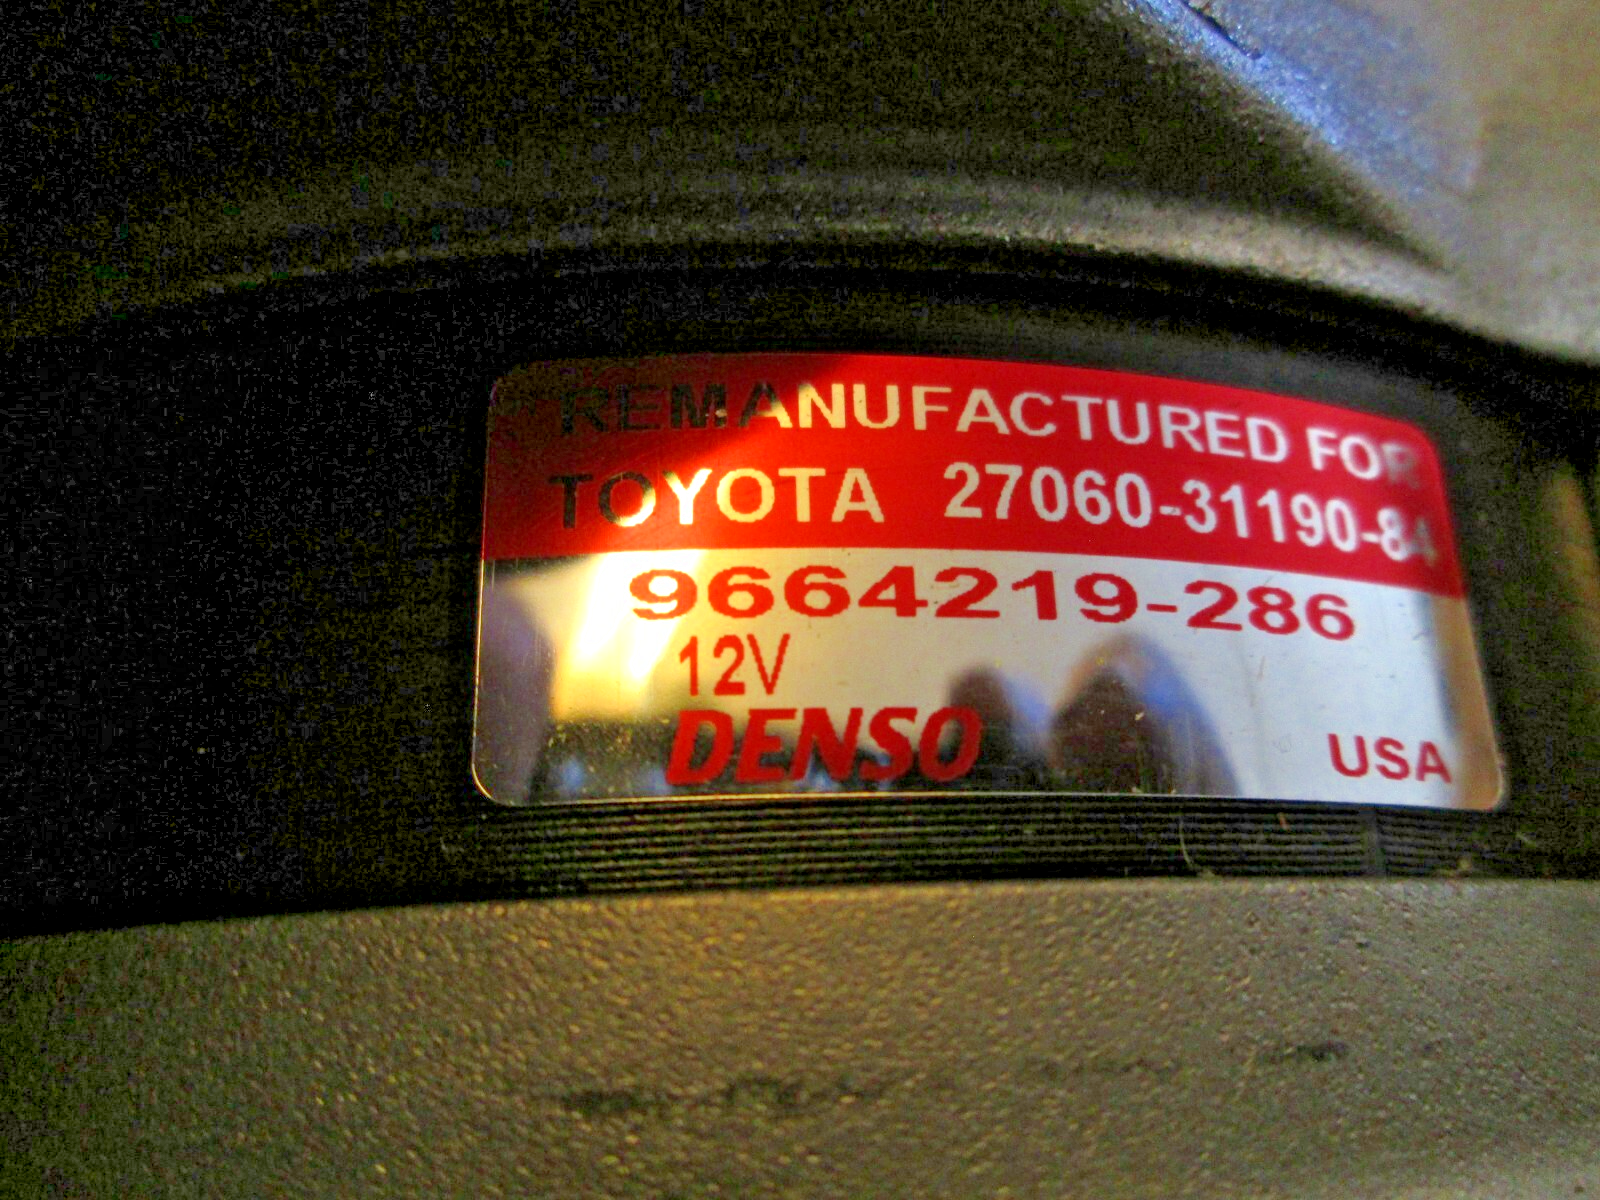 REMANUFACTURED FOR
TOYOTA 27060-31190-84
9664219-286
12V
DENSO USA